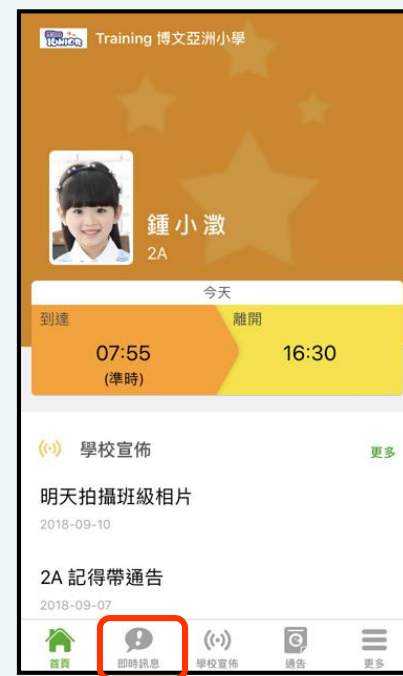 JUNIOR Training 博文亞洲小學
鍾小澂
2A
今天
到達 離開
07:55 16:30
(準時)
學校宣佈 更多
明天拍攝班級相片
2018-09-10
2A 記得帶通告
2018-09-07
首頁 即時訊息 學校宣佈 通告 更多